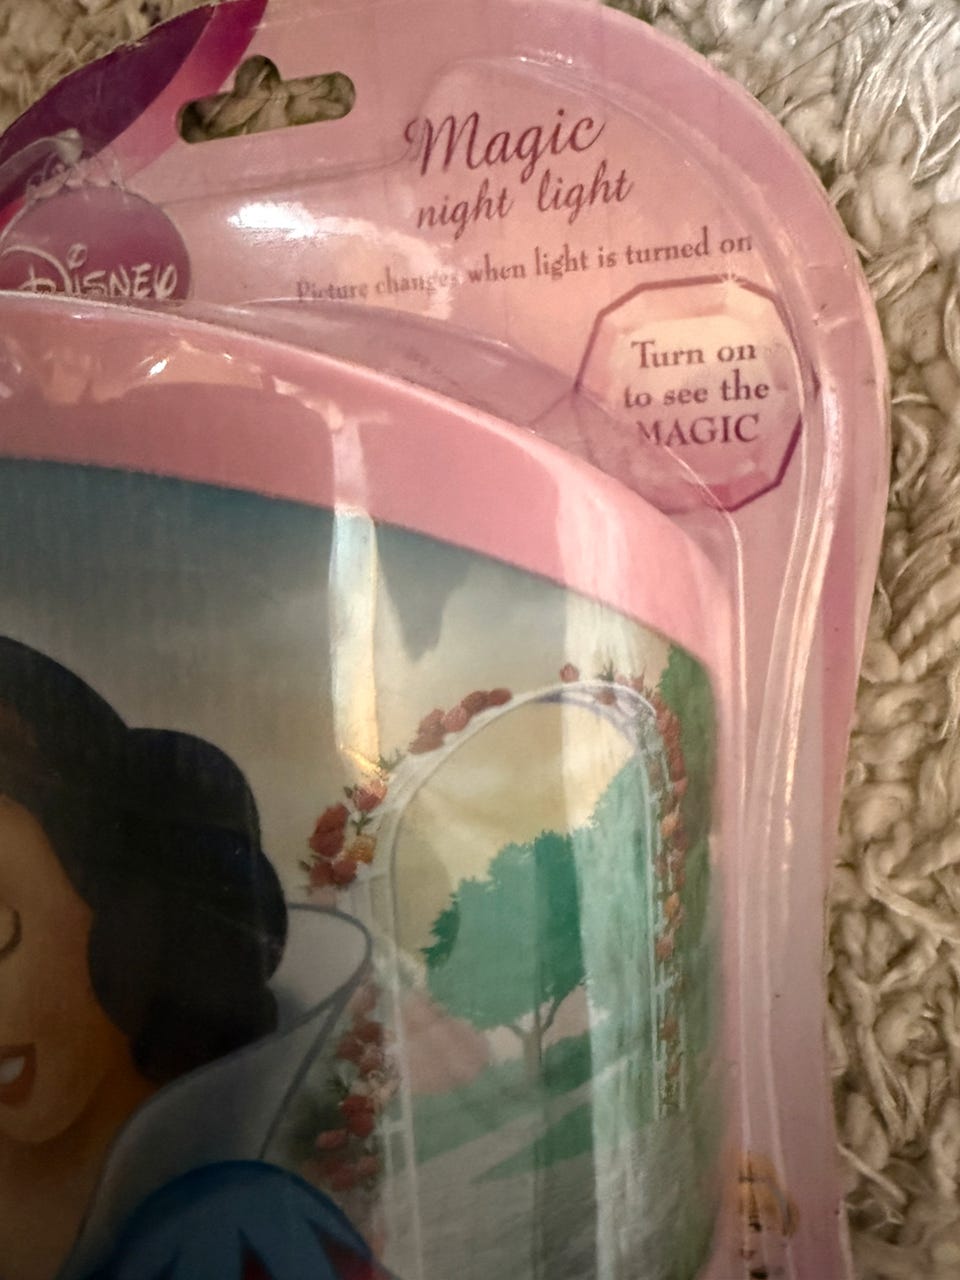 Magic
night light
Picture changes when light is turned on
DISNEY
Turn on
to see the
MAGIC